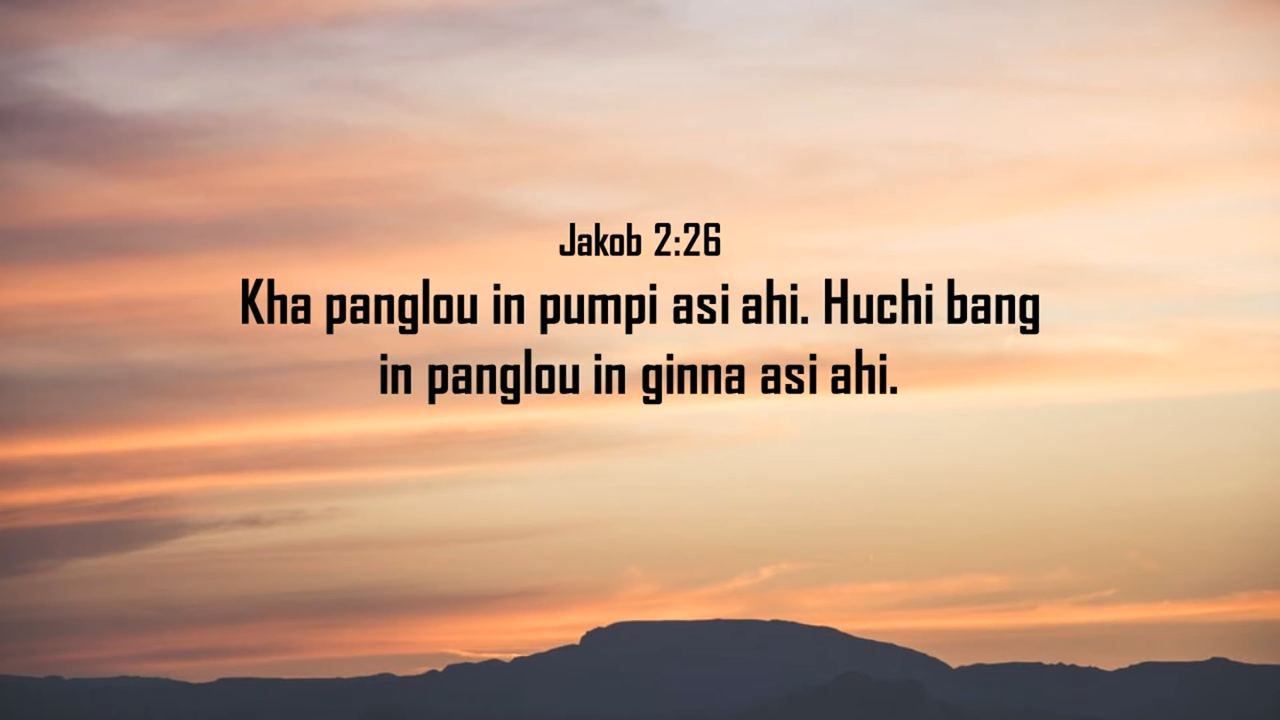 Jakob 2:26
Kha panglou in pumpi asi ahi. Huchi bang
in panglou in ginna asi ahi.